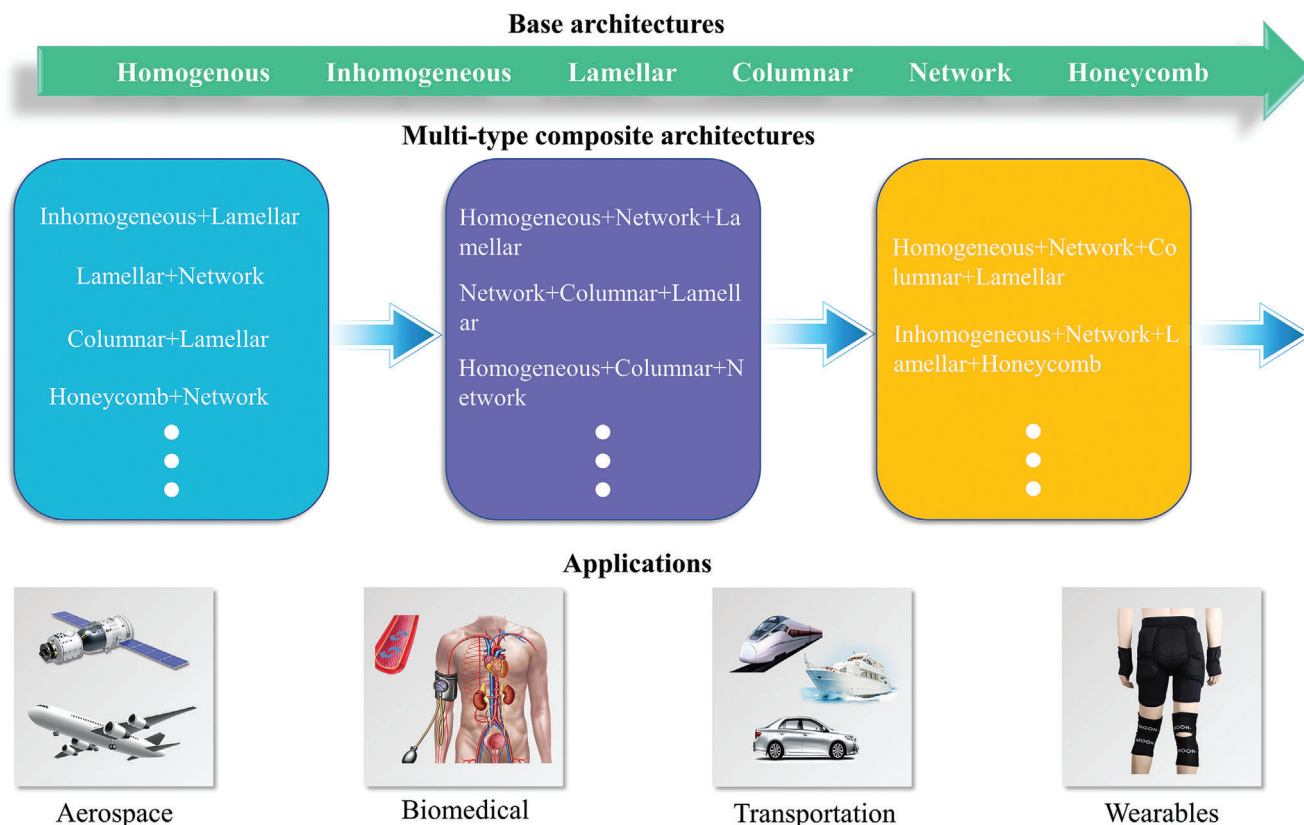 Base architectures
Homogenous Inhomogeneous Lamellar Columnar Network Honeycomb
Multi-type composite architectures
Inhomogeneous+Lamellar
Lamellar+Network
Columnar+Lamellar
Honeycomb+Network
Homogeneous+Network+La
mellar
Network+Columnar+Lamell
ar
Homogeneous+Columnar+N
etwork
Homogeneous+Network+Co
lumnar+Lamellar
Inhomogeneous+Network+L
amellar+Honeycomb
Applications
MOON
MOON
Aerospace
Biomedical
Transportation
Wearables